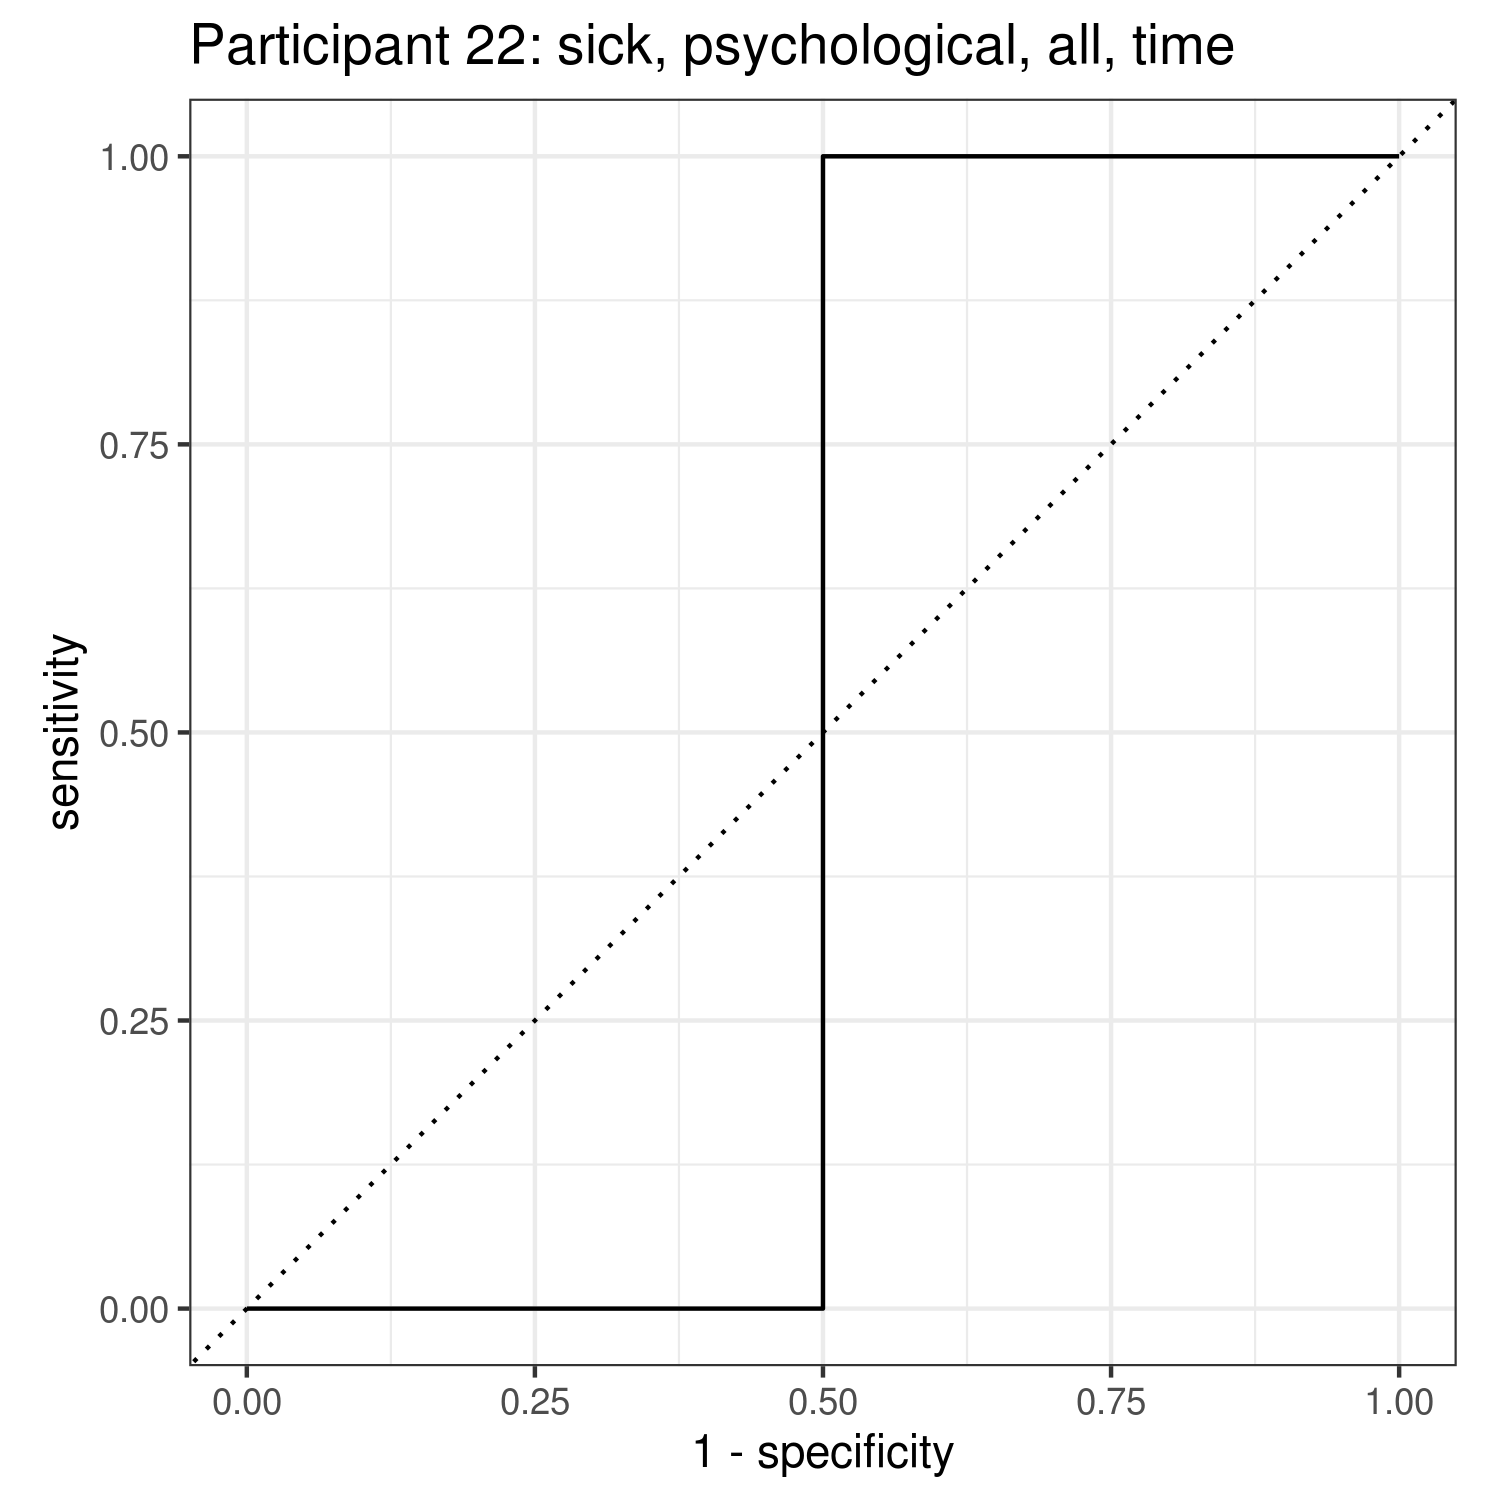 Participant 22: sick, psychological, all, time
1.00
0.75
0.50
0.25
0.00
sensitivity
0.00 0.25 0.50 0.75 1.00
1 - specificity